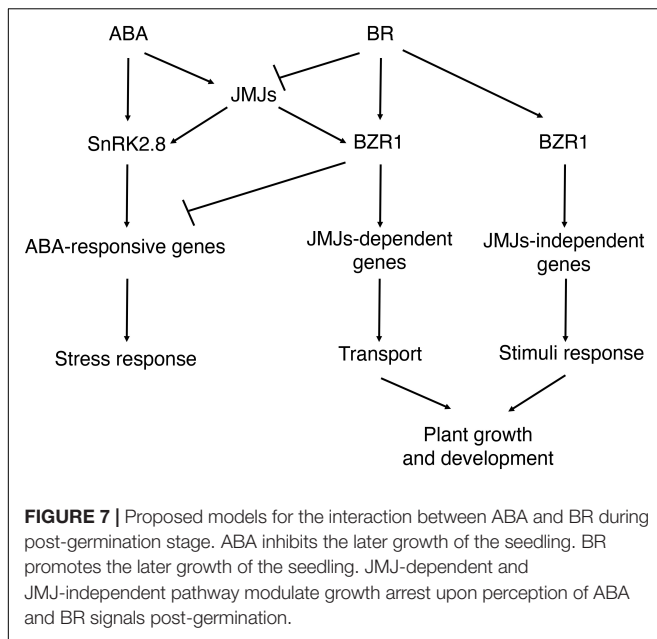 ABA BR
JMJs
SnRK2.8 BZR1 BZR1
ABA-responsive genes JMJs-dependent genes JMJs-independent genes
Stress response Transport Stimuli response
Plant growth
and development
FIGURE 7 | Proposed models for the interaction between ABA and BR during
post-germination stage. ABA inhibits the later growth of the seedling. BR
promotes the later growth of the seedling. JMJ-dependent and
JMJ-independent pathway modulate growth arrest upon perception of ABA
and BR signals post-germination.